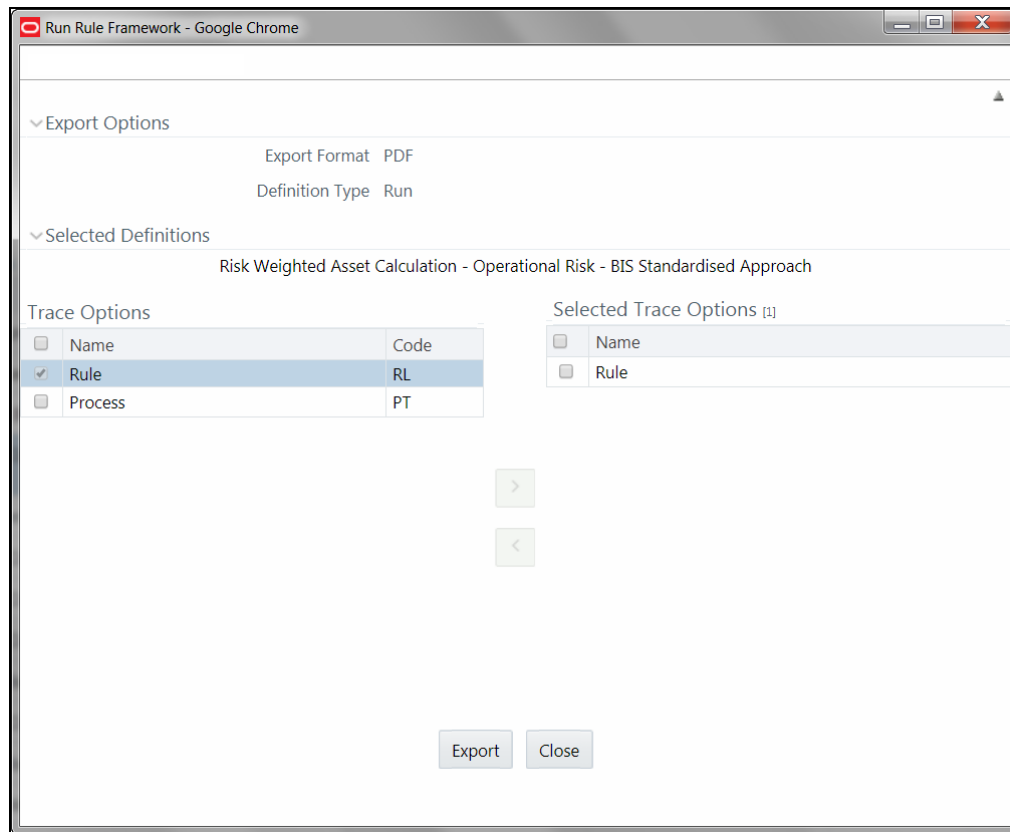 Run Rule Framework - Google Chrome
Export Options
Export Format PDF
Definition Type Run
Selected Definitions
Risk Weighted Asset Calculation - Operational Risk - BIS Standardised Approach
Trace Options
Name Code
Rule RL
Process PT
Selected Trace Options [1]
Name
Rule
Export Close